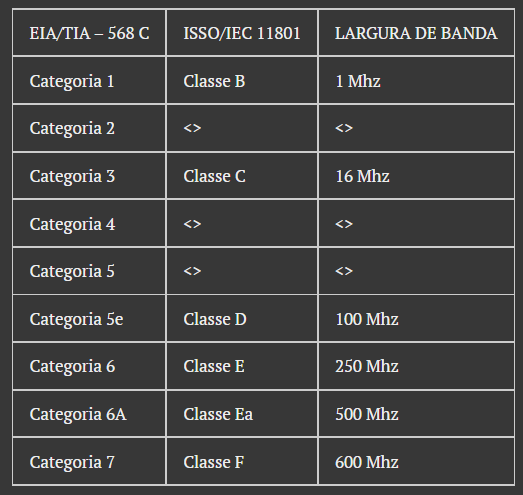 EIA/TIA – 568 C ISSO/IEC 11801 LARGURA DE BANDA
Categoria 1 Classe B 1 Mhz
Categoria 2 <> <>
Categoria 3 Classe C 16 Mhz
Categoria 4 <> <>
Categoria 5 <> <>
Categoria 5e Classe D 100 Mhz
Categoria 6 Classe E 250 Mhz
Categoria 6A Classe Ea 500 Mhz
Categoria 7 Classe F 600 Mhz